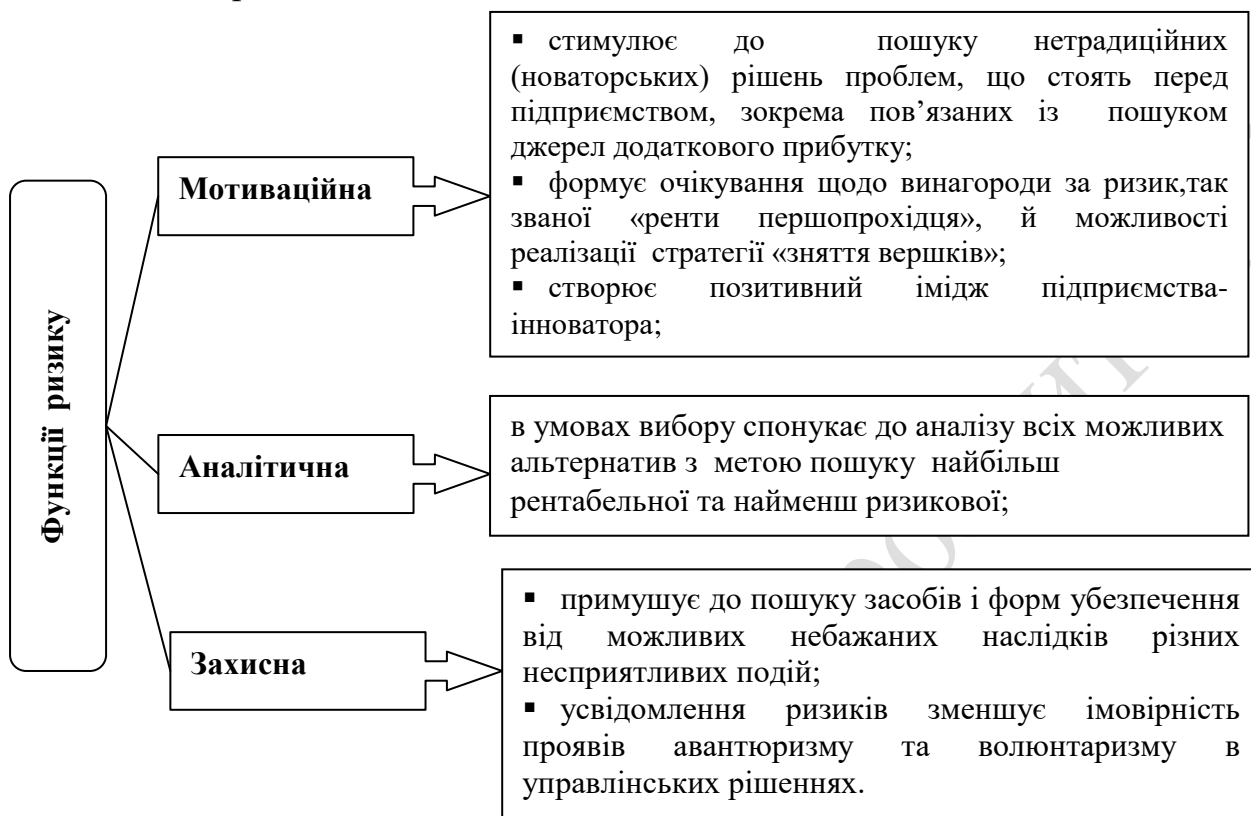 Функції ризику
Мотиваційна
▪ стимулює до пошуку нетрадиційних
(новаторських) рішень проблем, що стоять перед
підприємством, зокрема пов’язаних із пошуком
джерел додаткового прибутку;
▪ формує очікування щодо винагороди за ризик,так
званої «ренти першопрохідця», й можливості
реалізації стратегії «зняття вершків»;
▪ створює позитивний імідж підприємства-
інноватора;
Аналітична
в умовах вибору спонукає до аналізу всіх можливих
альтернатив з метою пошуку найбільш
рентабельної та найменш ризикової;
Захисна
▪ примушує до пошуку засобів і форм убезпечення
від можливих небажаних наслідків різних
несприятливих подій;
▪ усвідомлення ризиків зменшує імовірність
проявів авантюризму та волюнтаризму в
управлінських рішеннях.